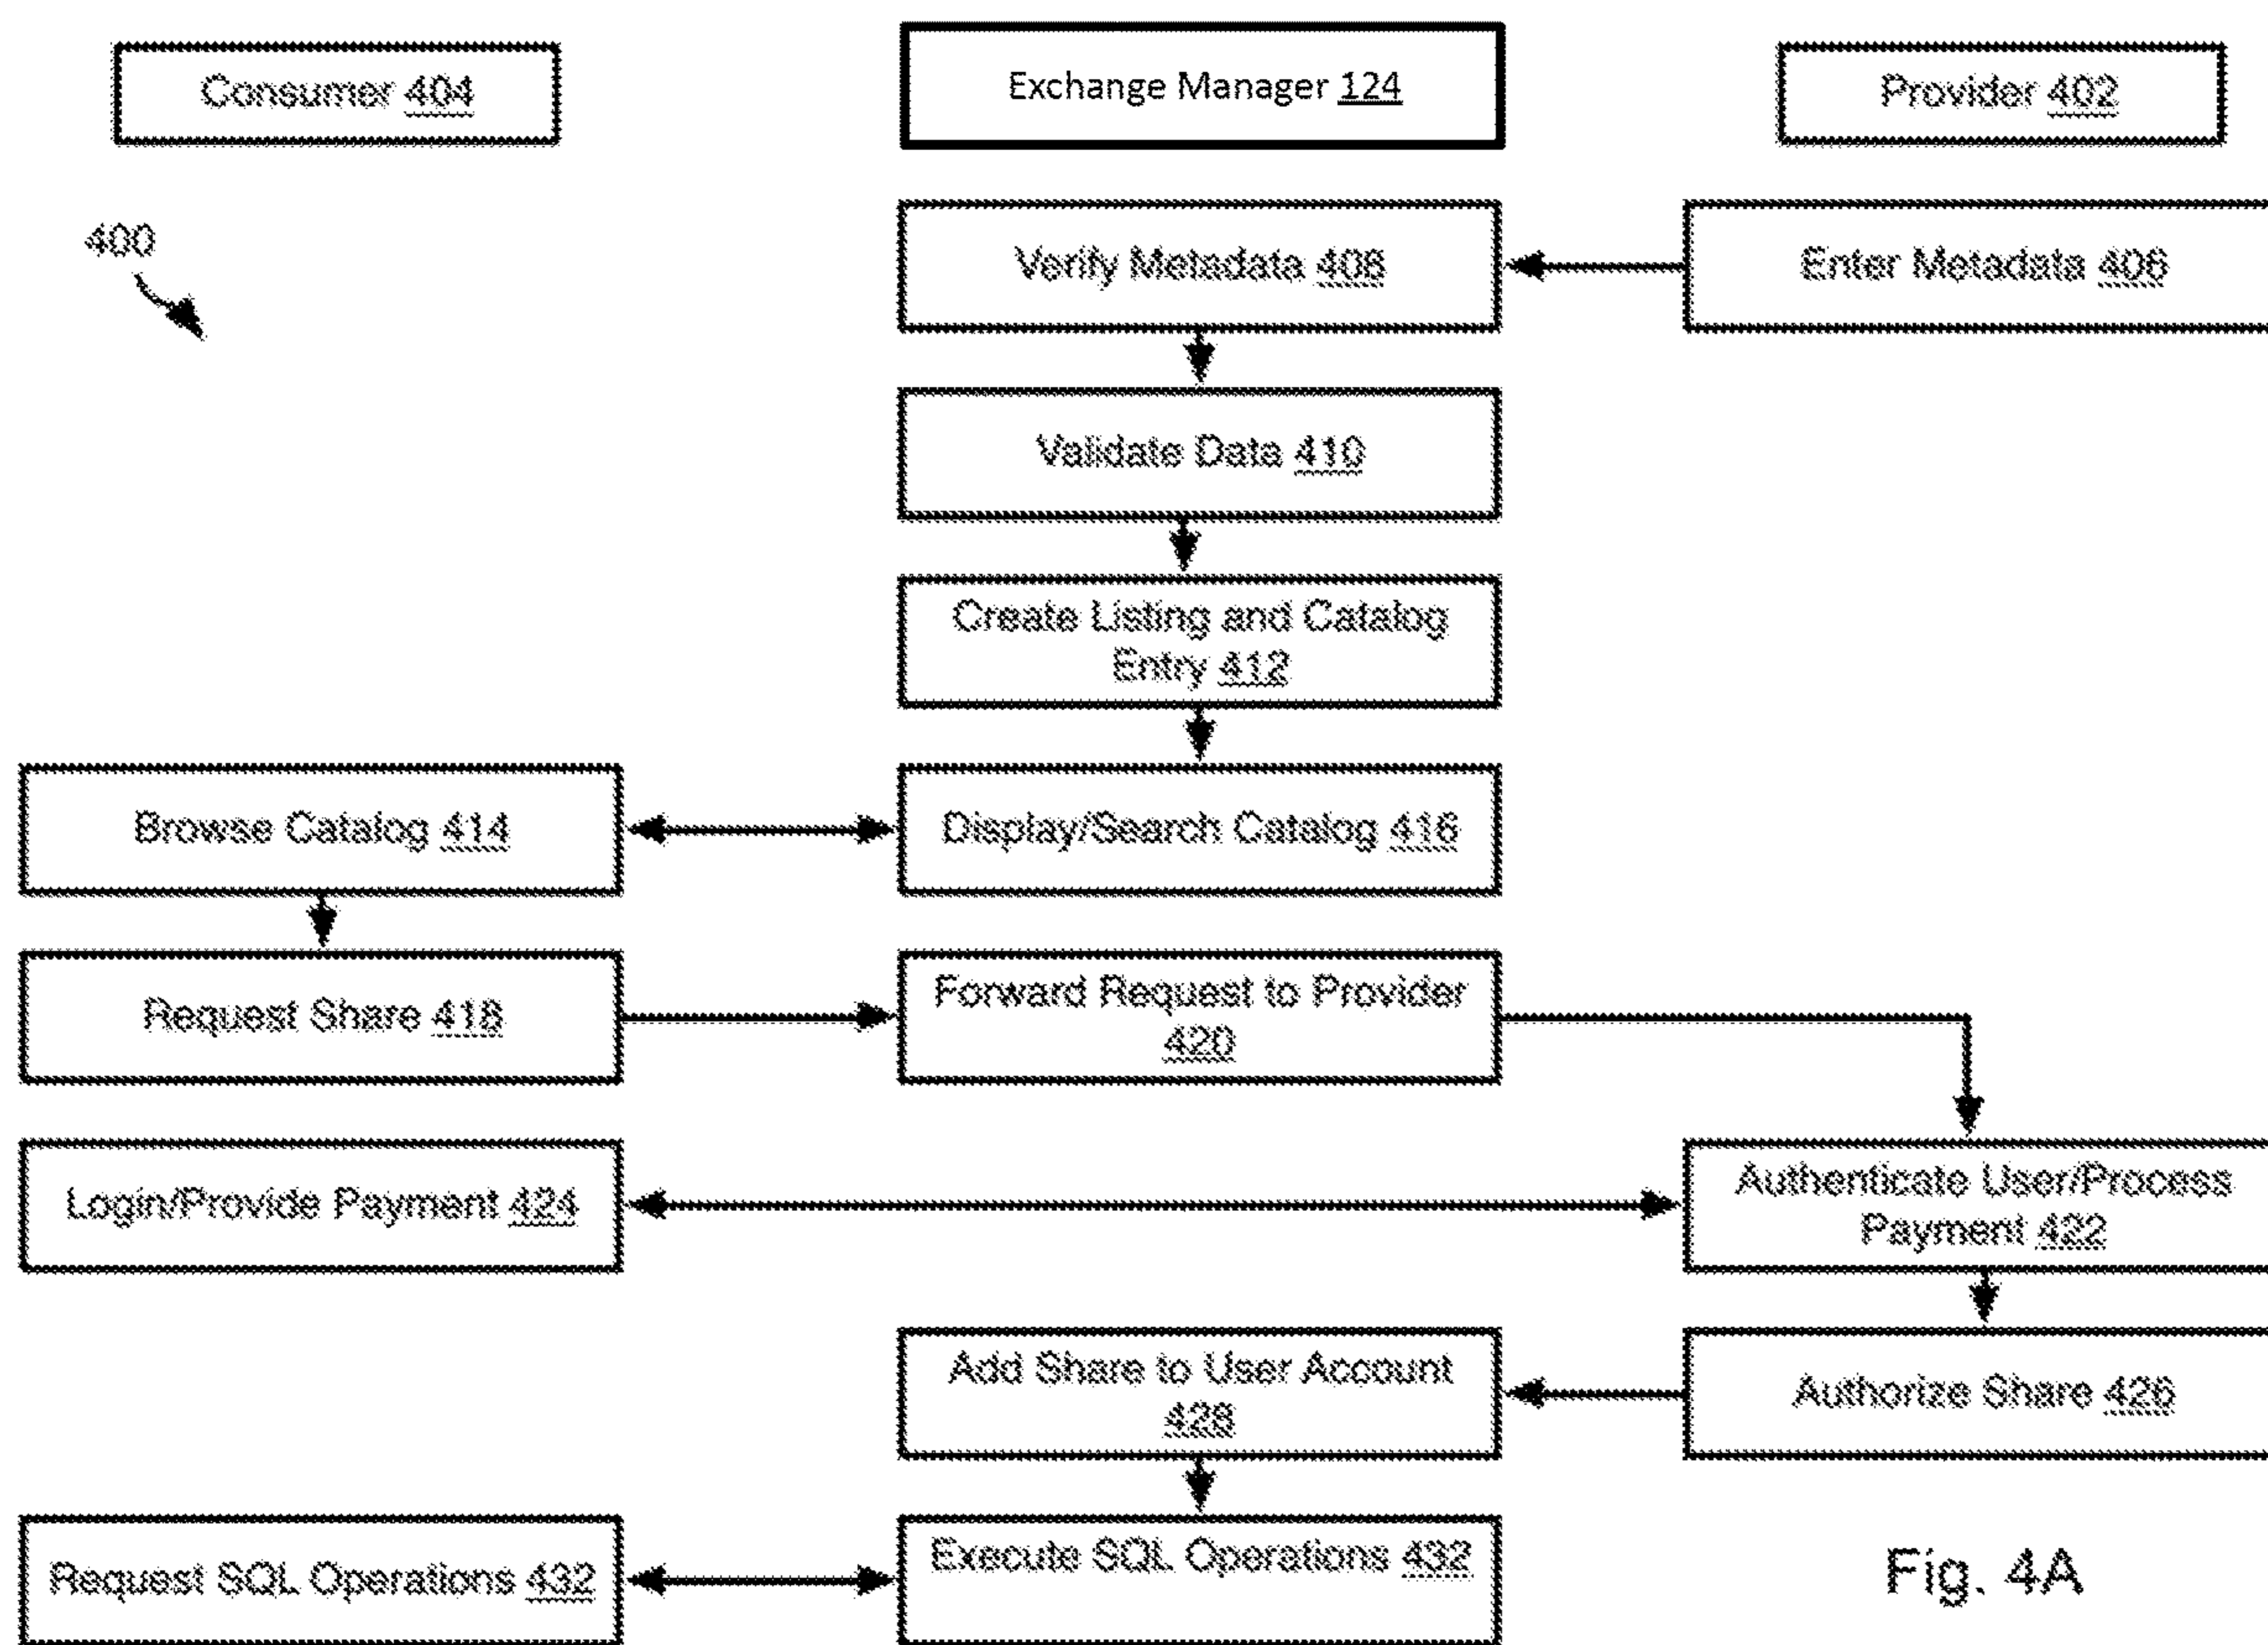 Consumer 404
Exchange Manager 124
Provider 402
400
Verify Metadata 408
Enter Metadata 406
Validate Data 410
Create Listing and Catalog
Entry 412
Browse Catalog 414
Display/Search Catalog 416
Request Share 418
Forward Request to Provider
420
Login/Provide Payment 424
Authenticate User/Process
Payment 422
Add Share to User Account
428
Authorize Share 426
Request SQL Operations 432
Execute SQL Operations 432
Fig. 4A